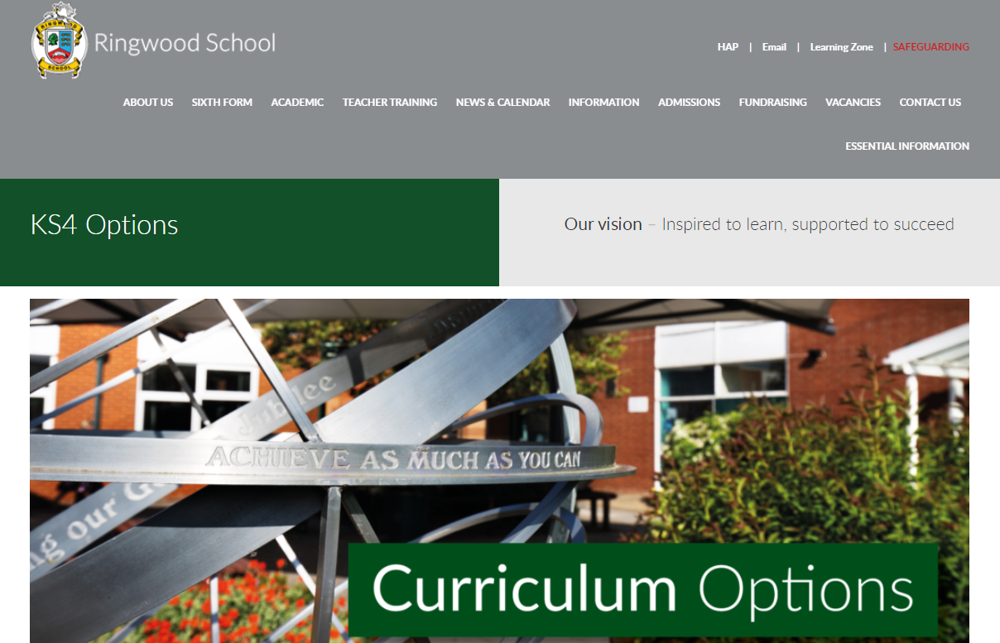 RINGWOOD
SCHOOL
Ringwood School
HAP | Email | Learning Zone | SAFEGUARDING
ABOUT US SIXTH FORM ACADEMIC TEACHER TRAINING NEWS & CALENDAR INFORMATION ADMISSIONS FUNDRAISING VACANCIES CONTACT US
ESSENTIAL INFORMATION
KS4 Options
Our vision – Inspired to learn, supported to succeed
Jubilee
ACHIEVE AS MUCH AS YOU CAN
ng Our G
Curriculum Options